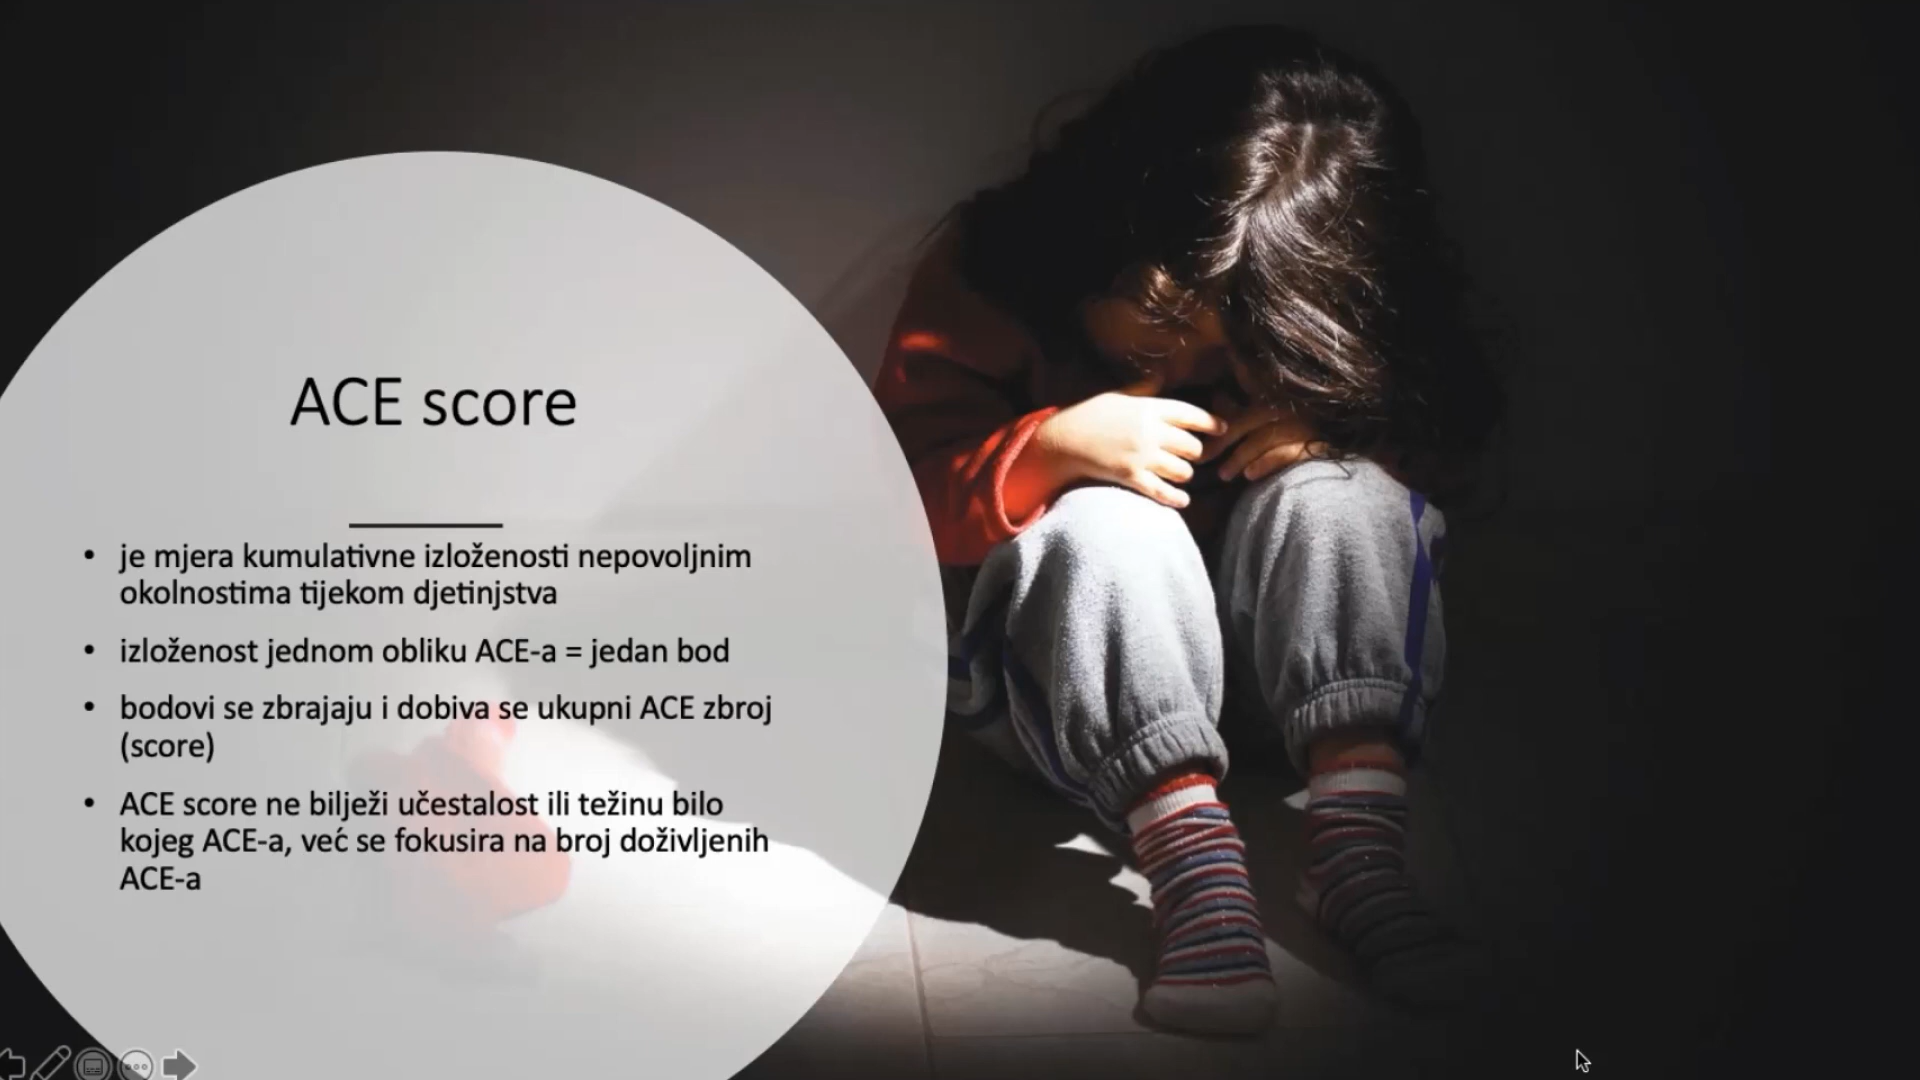 ACE score
• je mjera kumulativne izloženosti nepovoljnim
okolnostima tijekom djetinjstva
• izloženost jednom obliku ACE-a = jedan bod
• bodovi se zbrajaju i dobiva se ukupni ACE zbroj
(score)
• ACE score ne bilježi učestalost ili težinu bilo
kojeg ACE-a, već se fokusira na broj doživljenih
ACE-a